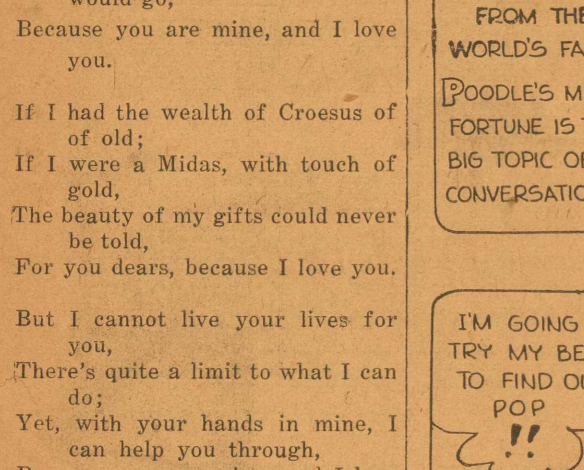 would go,
Because you are mine, and I love
you.
If I had the wealth of Croesus of
of old;
If I were a Midas, with touch of
gold,
The beauty of my gifts could never
be told,
For you dears, because I love you.
But I cannot live your lives for
you,
There's quite a limit to what I can
do;
Yet, with your hands in mine, I
can help you through,
FROM THE
WORLD'S FA
POODLE'S M
FORTUNE IS T
BIG TOPIC OF
CONVERSATIO
I'M GOING
TRY MY BE
TO FIND OU
POP
!!